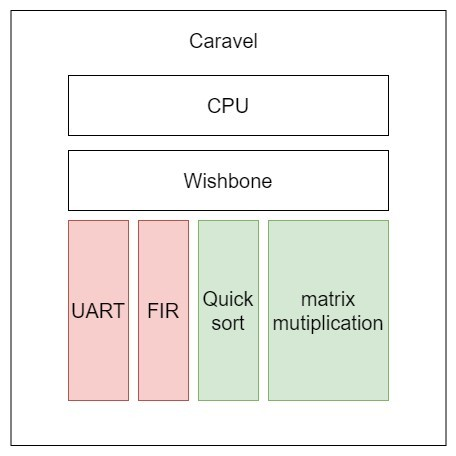 Caravel
CPU
Wishbone
UART
FIR
Quick
sort
matrix
mutiplication